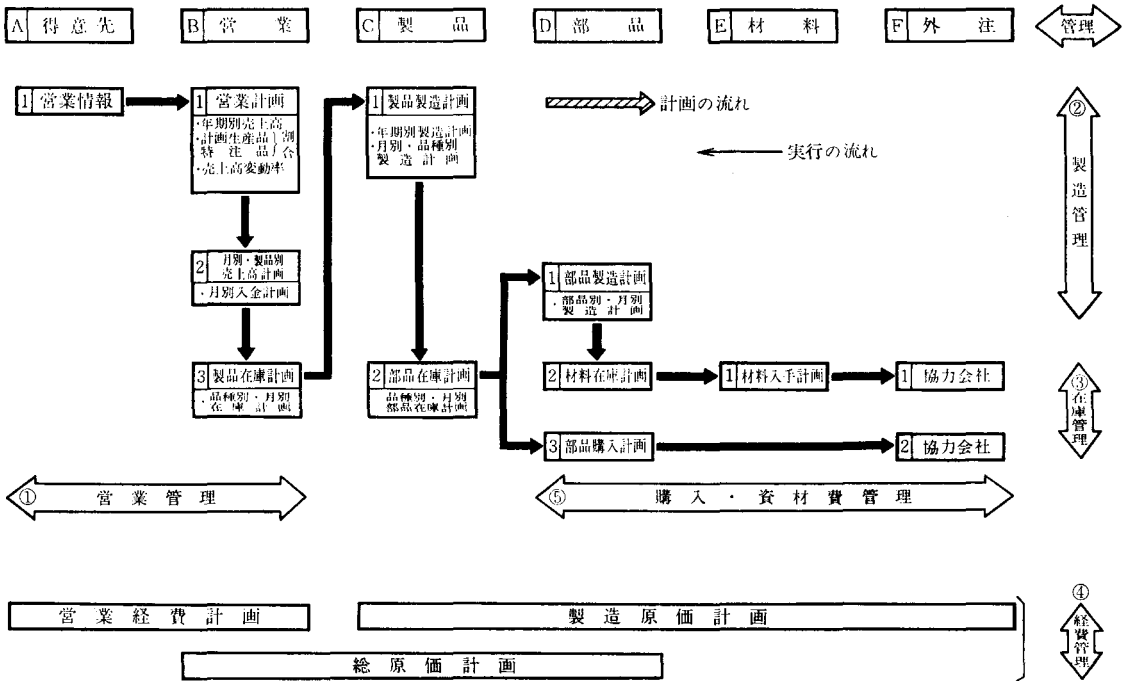 A 得意先
B 営業
C 製品
D 部品
E 材料
F 外注
管理
1 営業情報
1 営業計画
・年期別売上高
・計画生産品
特注品
割合
・売上高変動率
2 月別・製品別
売上高計画
・月別入金計画
3 製品在庫計画
・品種別・月別
在庫計画
1 製品製造計画
・年期別製造計画
・月別・品種別
製造計画
2 部品在庫計画
品種別・月別
部品在庫計画
計画の流れ
実行の流れ
1 部品製造計画
・部品別・月別
製造計画
2 材料在庫計画
3 部品購入計画
1 材料入手計画
1 協力会社
2 協力会社
② 製造管理
③ 在庫管理
① 営業管理
⑤ 購入・資材費管理
営業経費計画
製造原価計画
総原価計画
④ 経費管理